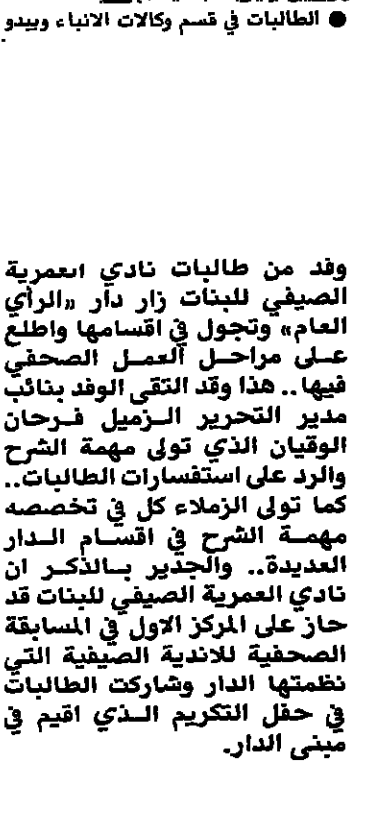 ● الطالبات في قسم وكالات الانباء ويبدو
وفد من طالبات نادي العمرية
الصيفي للبنات زار دار «الرأي
العام» وتجول في اقسامها واطلع
على مراحل العمل الصحفي
فيها.. هذا وقد التقى الوفد بنائب
مدير التحرير الزميل فرحان
الوقيان الذي تولى مهمة الشرح
والرد على استفسارات الطالبات..
كما تولى الزملاء كل في تخصصه
مهمة الشرح في اقسام الدار
العديدة.. والجدير بالذكر ان
نادي العمرية الصيفي للبنات قد
حاز على المركز الاول في المسابقة
الصحفية للاندية الصيفية التي
نظمتها الدار وشاركت الطالبات
في حفل التكريم الذي اقيم في
مبنى الدار.